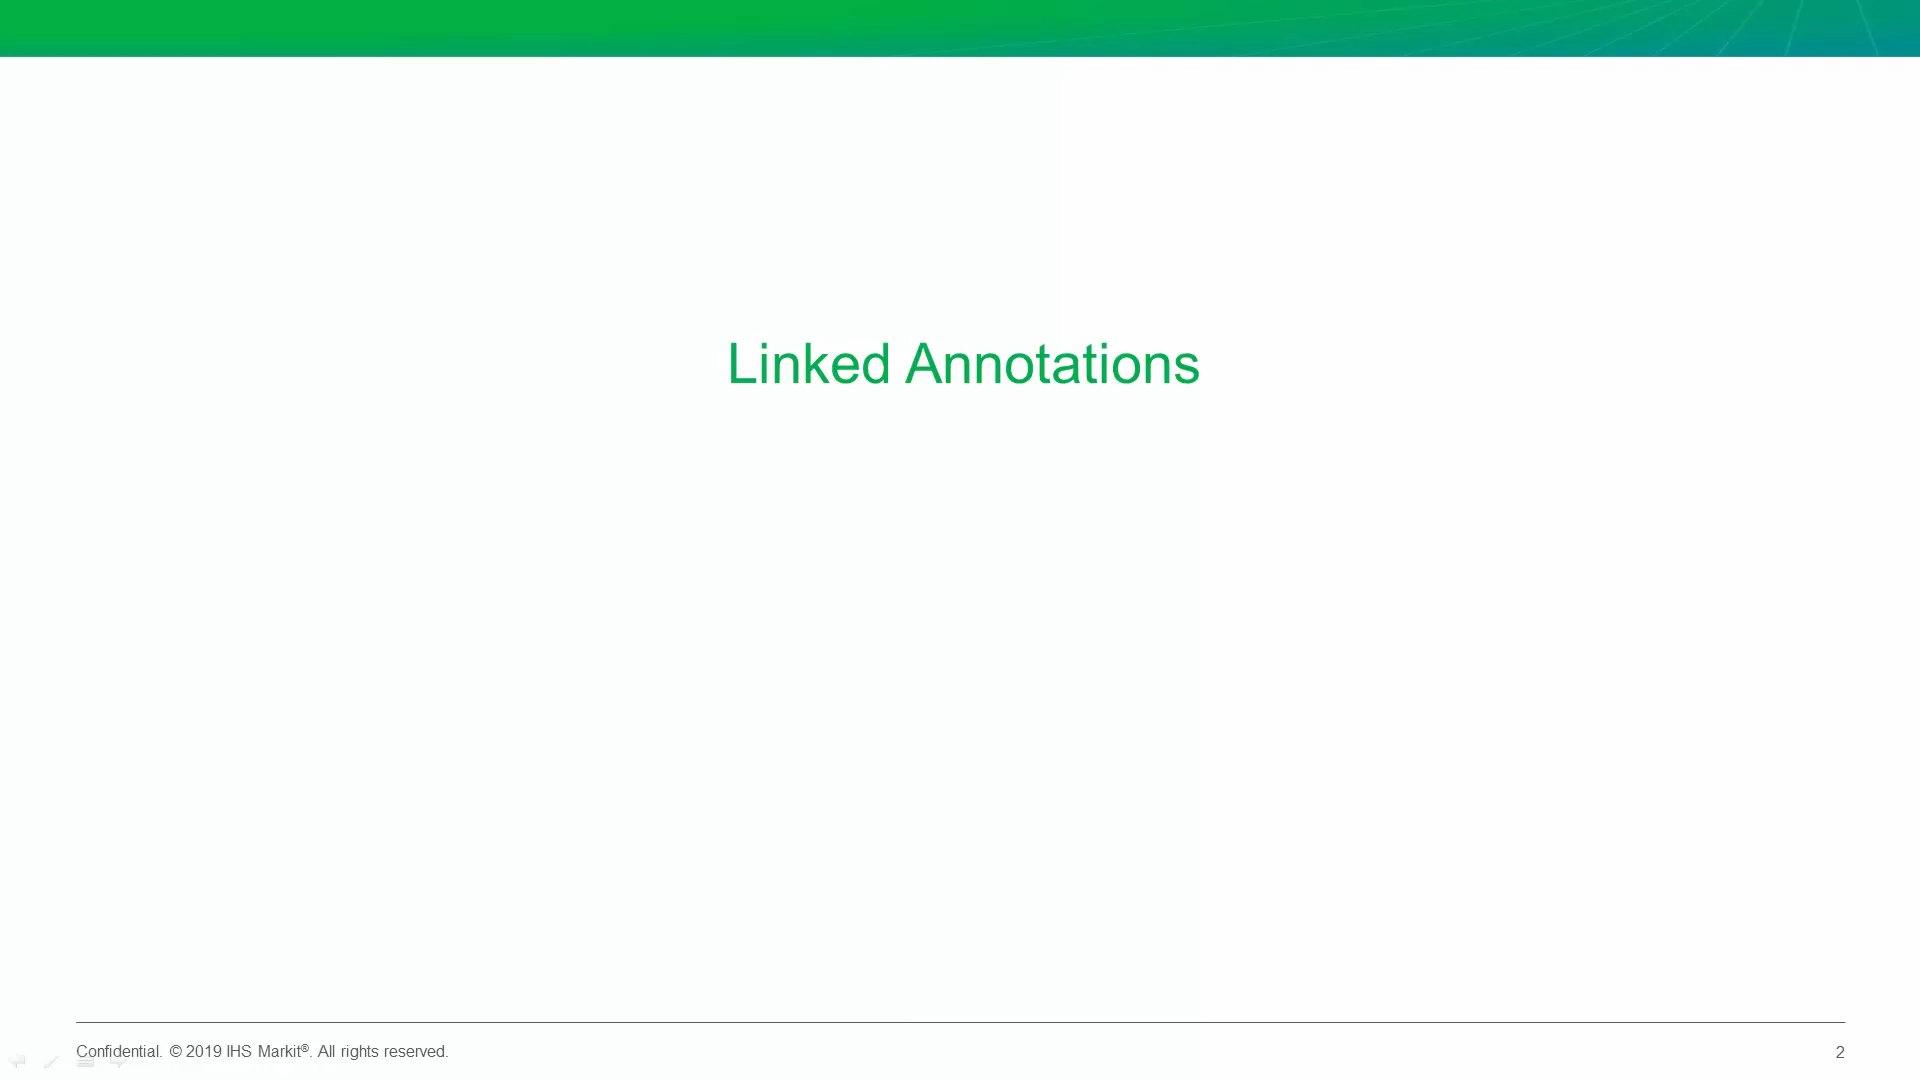 Linked Annotations
Confidential. © 2019 IHS Markit®. All rights reserved.
2